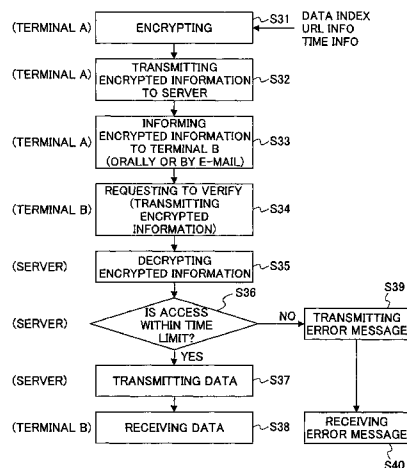 (TERMINAL A)
ENCRYPTING
S31
DATA INDEX
URL INFO
TIME INFO
(TERMINAL A)
TRANSMITTING
ENCRYPTED INFORMATION
TO SERVER
S32
(TERMINAL A)
INFORMING
ENCRYPTED INFORMATION
TO TERMINAL B
(ORALLY OR BY E-MAIL)
S33
(TERMINAL B)
REQUESTING TO VERIFY
(TRANSMITTING
ENCRYPTED
INFORMATION)
S34
(SERVER)
DECRYPTING
ENCRYPTED INFORMATION
S35
(SERVER)
IS ACCESS
WITHIN TIME
LIMIT?
S36
NO
S39
TRANSMITTING
ERROR MESSAGE
YES
(SERVER)
TRANSMITTING DATA
S37
(TERMINAL B)
RECEIVING DATA
S38
RECEIVING
ERROR MESSAGE
S40